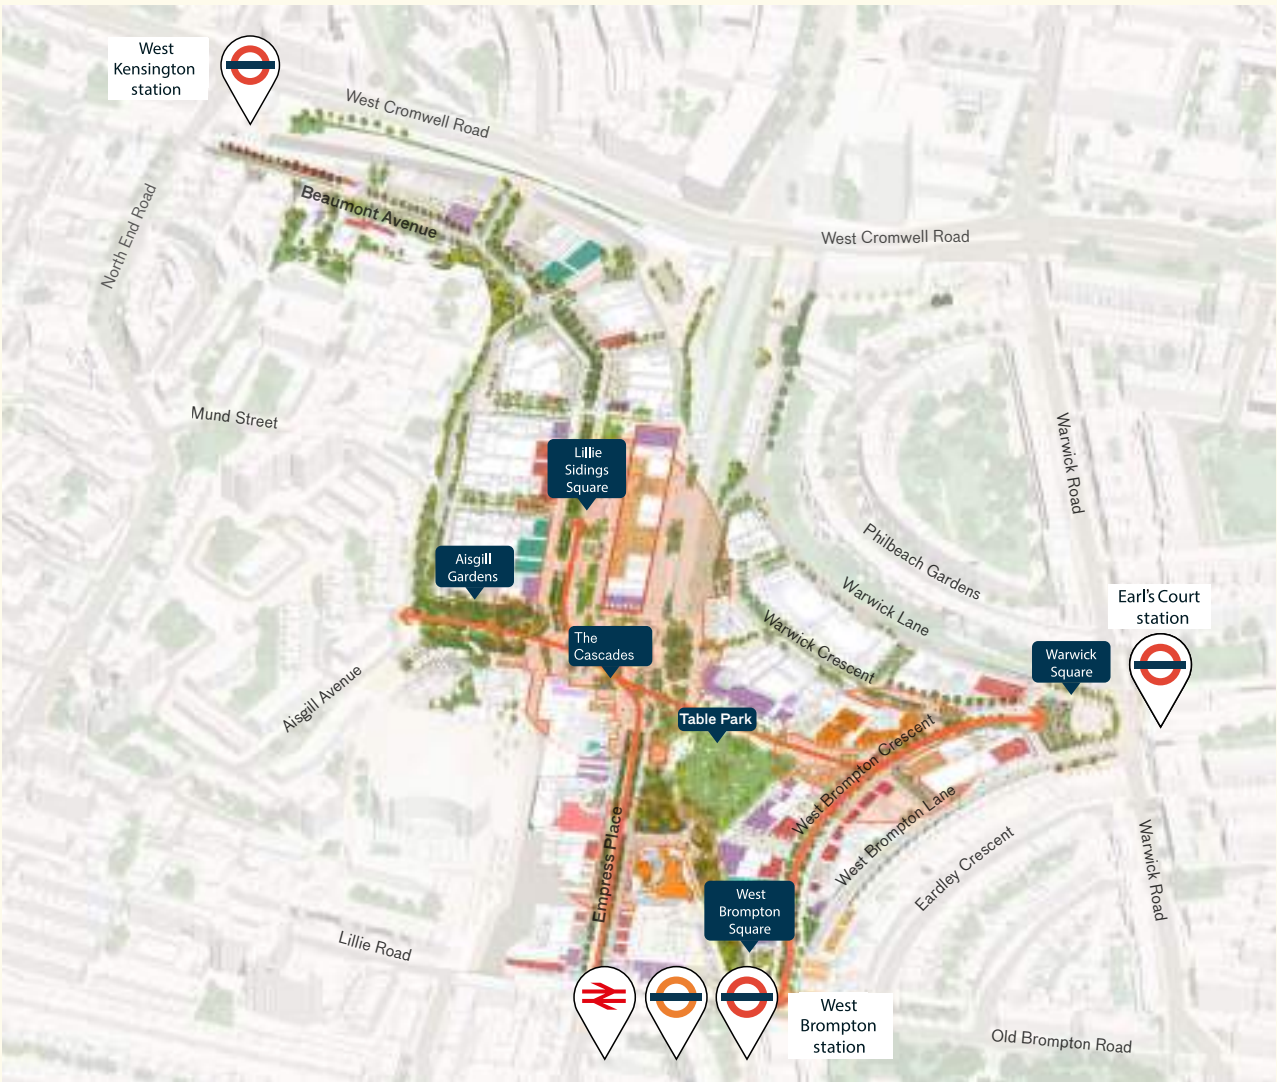 West
Kensington
station
West Cromwell Road
North End Road
Beaumont Avenue
West Cromwell Road
Mund Street
Warwick Road
Lillie
Sidings
Square
Philbeach Gardens
Aisgill
Gardens
Warwick Lane
Earl's Court
station
Warwick Crescent
The
Cascades
Warwick
Square
Aisgill Avenue
Table Park
West Brompton Crescent
West Brompton Lane
Empress Place
Eardley Crescent
Warwick Road
West
Brompton
Square
Lillie Road
West
Brompton
station
Old Brompton Road